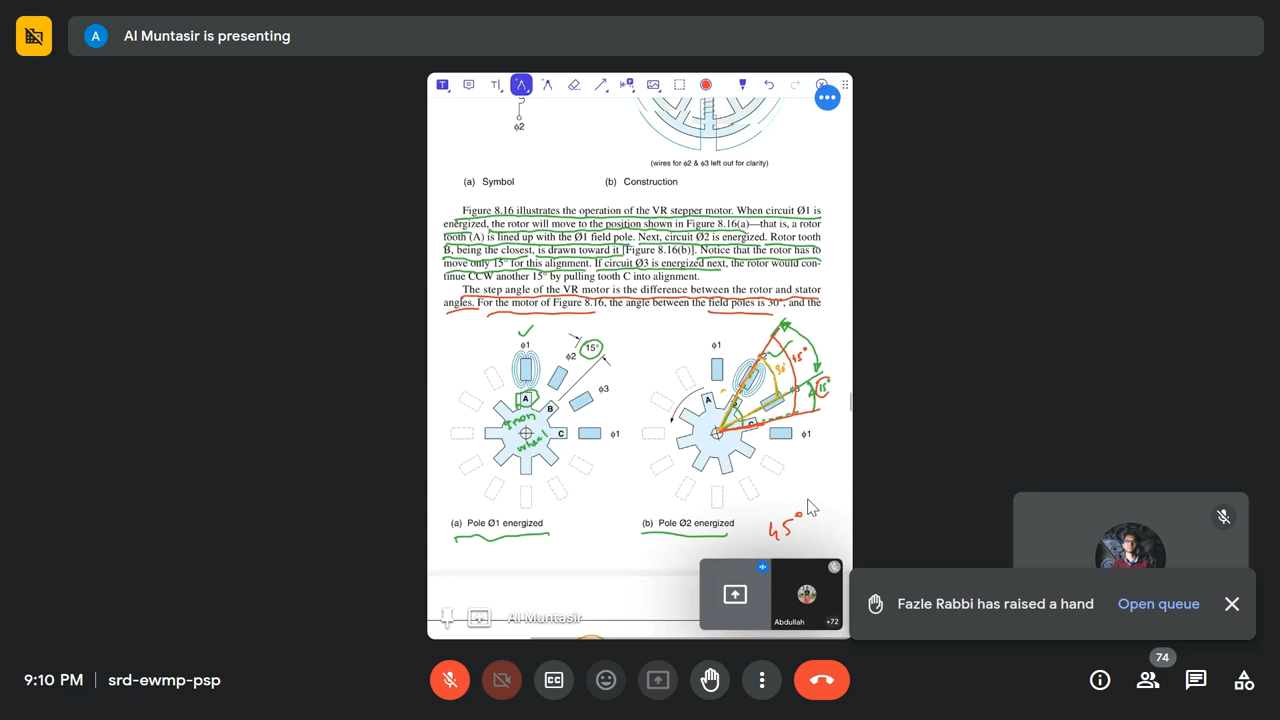 A Al Muntasir is presenting
T T|
φ2
(wires for φ2 & φ3 left out for clarity)
(a) Symbol (b) Construction
Figure 8.16 illustrates the operation of the VR stepper motor. When circuit Ø1 is
energized, the rotor will move to the position shown in Figure 8.16(a)—that is, a rotor
tooth (A) is lined up with the Ø1 field pole. Next, circuit Ø2 is energized. Rotor tooth
B, being the closest, is drawn toward it [Figure 8.16(b)]. Notice that the rotor has to
move only 15° for this alignment. If circuit Ø3 is energized next, the rotor would con-
tinue CCW another 15° by pulling tooth C into alignment.
The step angle of the VR motor is the difference between the rotor and stator
angles. For the motor of Figure 8.16, the angle between the field poles is 30°, and the
φ1 φ2 15° φ3 A B C φ1
Iron
wheel
φ1 A φ1
45°
30°
15°
(a) Pole Ø1 energized (b) Pole Ø2 energized
45°
Al Muntasir
Abdullah +72
Fazle Rabbi has raised a hand Open queue
9:10 PM | srd-ewmp-psp
CC
74